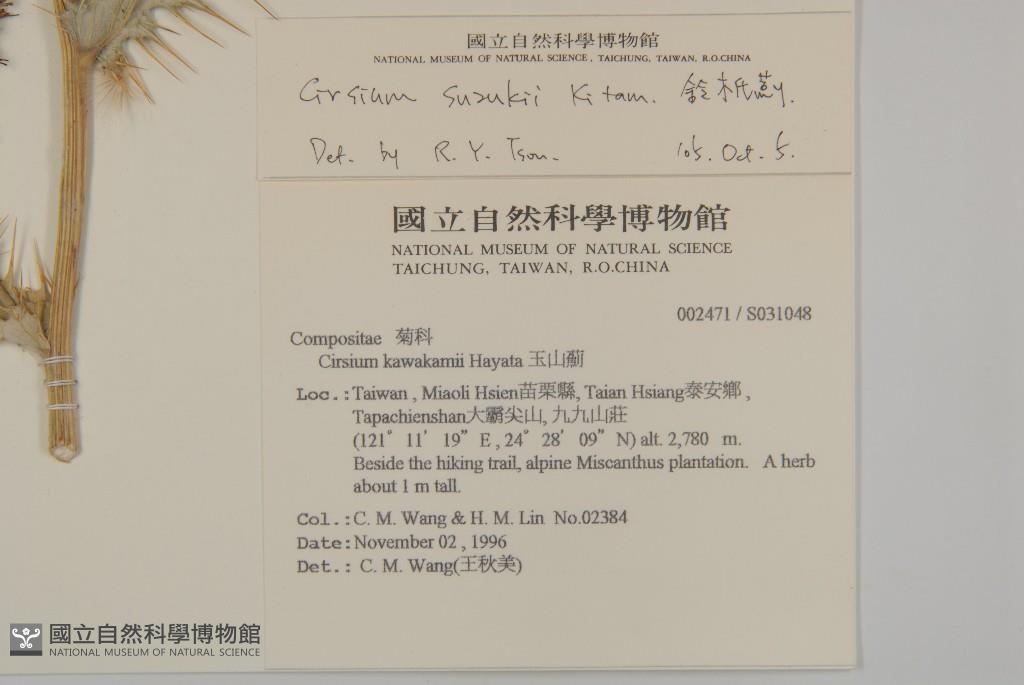 國立自然科學博物館
NATIONAL MUSEUM OF NATURAL SCIENCE, TAICHUNG, TAIWAN, R.O.CHINA
Cirsium suzukii Kitam. 鈴木氏薊.
Det. by R. Y. Tsou. 105. Oct. 5.
國立自然科學博物館
NATIONAL MUSEUM OF NATURAL SCIENCE
TAICHUNG, TAIWAN, R.O.CHINA
002471 / S031048
Compositae 菊科
Cirsium kawakamii Hayata 玉山薊
Loc.:Taiwan , Miaoli Hsien苗栗縣, Taian Hsiang泰安鄉 ,
Tapachienshan大霸尖山, 九九山莊
(121° 11’ 19” E , 24° 28’ 09” N) alt. 2,780 m.
Beside the hiking trail, alpine Miscanthus plantation. A herb
about 1 m tall.
Col.:C. M. Wang & H. M. Lin No.02384
Date:November 02 , 1996
Det.: C. M. Wang(王秋美)
國立自然科學博物館
NATIONAL MUSEUM OF NATURAL SCIENCE